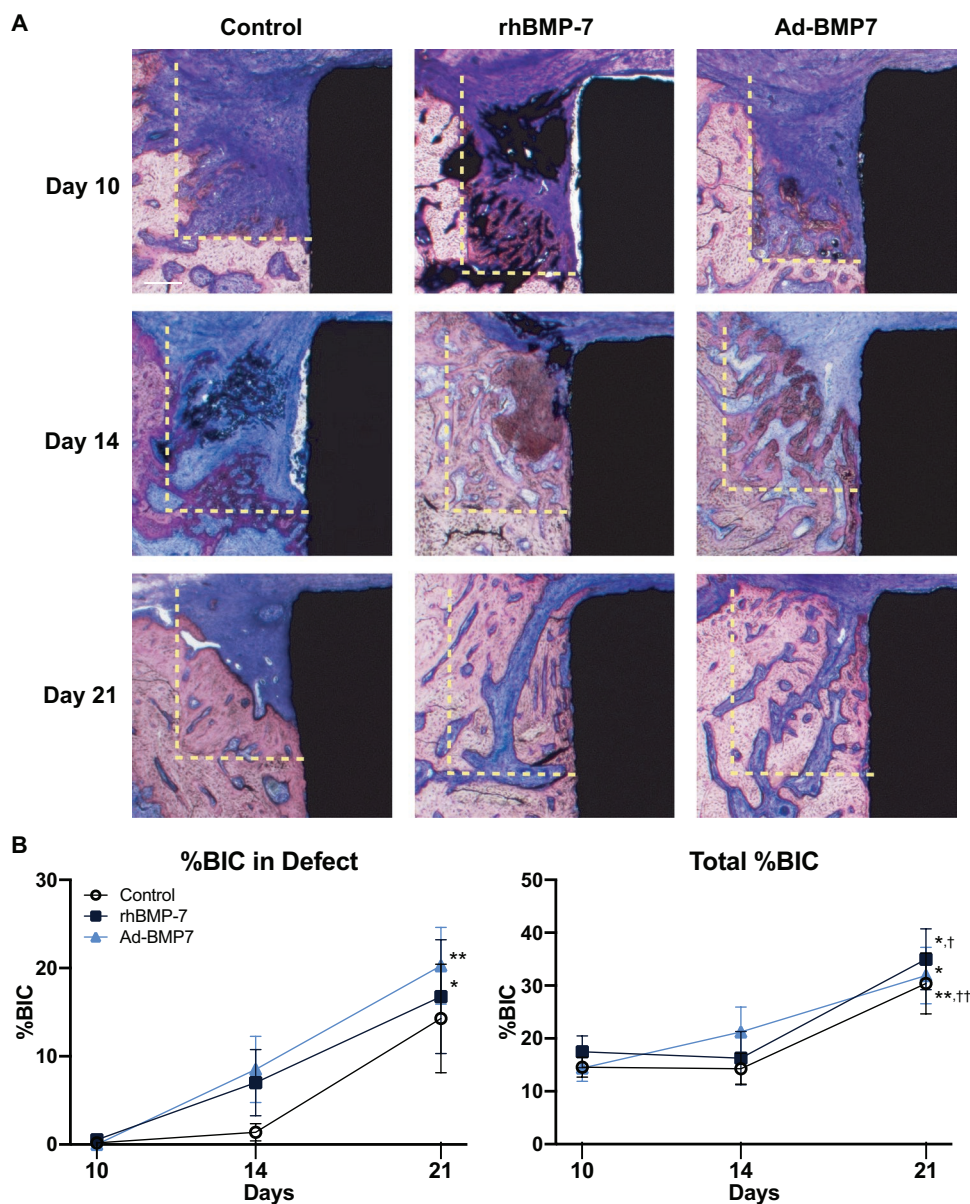 A
Control
rhBMP-7
Ad-BMP7
Day 10
Day 14
Day 21
B
%BIC in Defect
30
20
10
0
%BIC
Control
rhBMP-7
Ad-BMP7
**
*
10
14
21
Days
Total %BIC
50
40
30
20
10
0
%BIC
*,†
*
**,††
10
14
21
Days